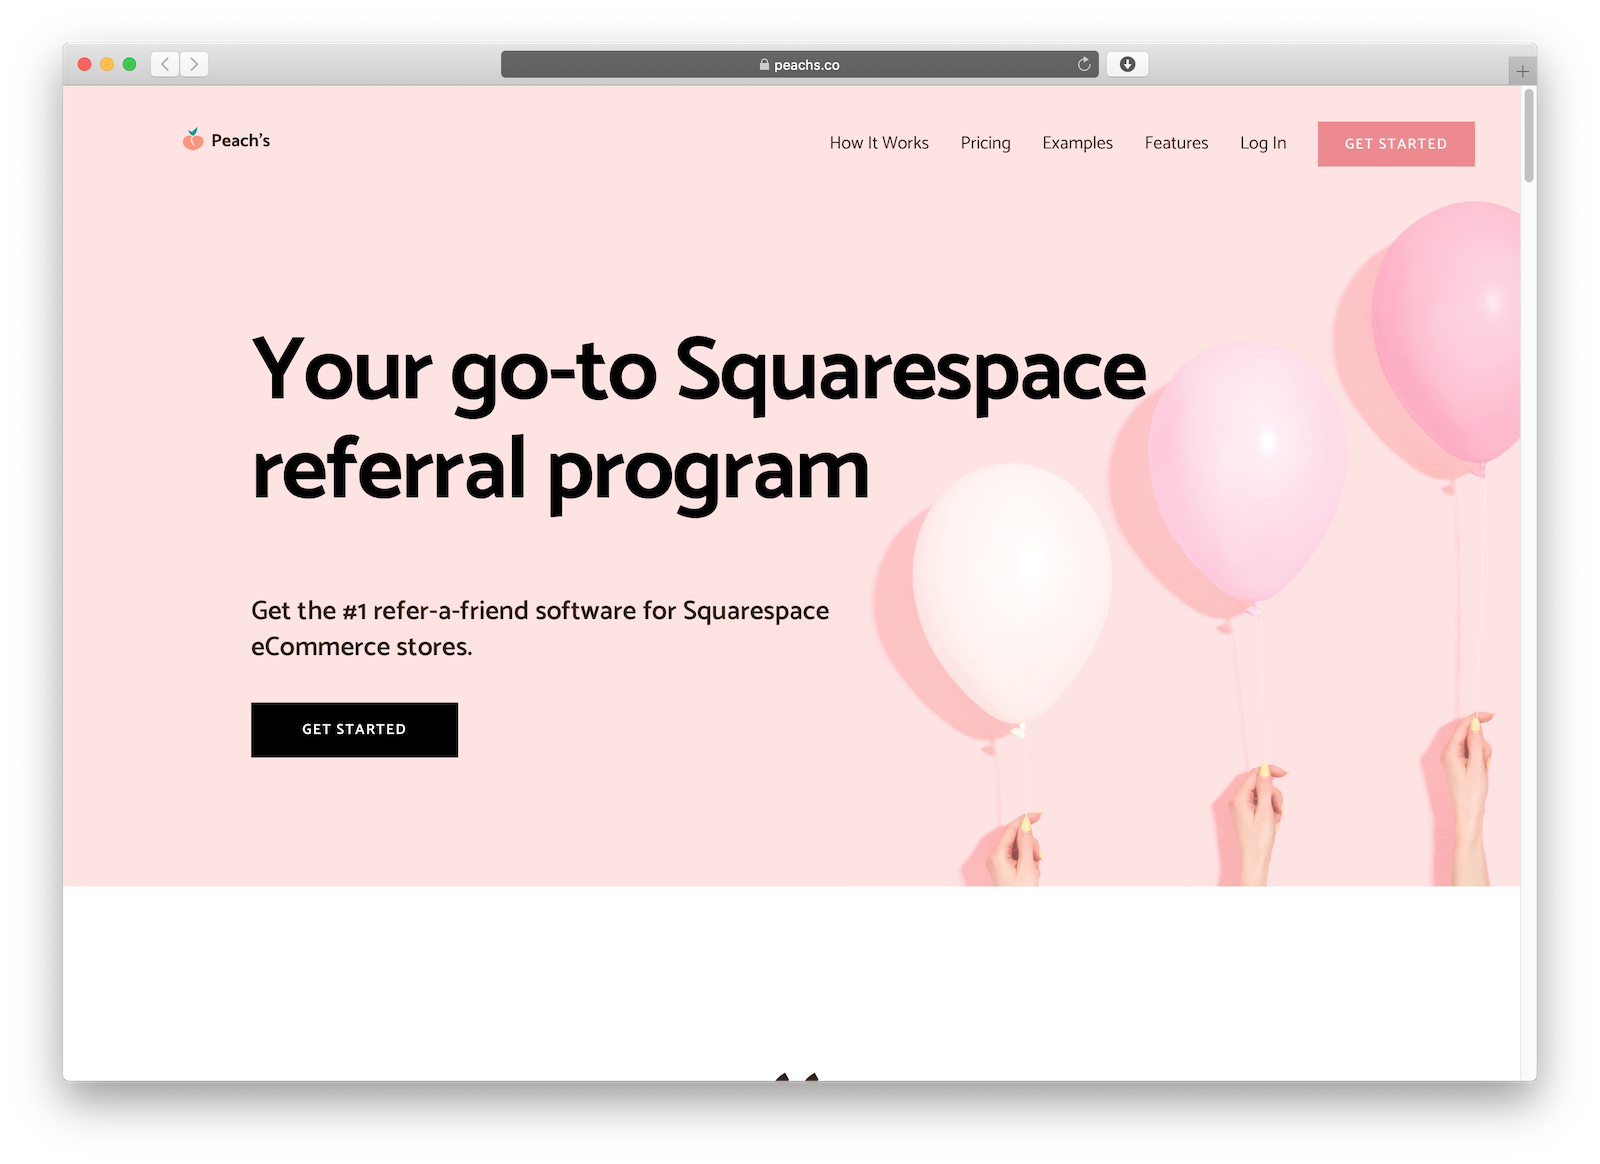 peachs.co
Peach's
How It Works
Pricing
Examples
Features
Log In
GET STARTED
Your go-to Squarespace
referral program
Get the #1 refer-a-friend software for Squarespace
eCommerce stores.
GET STARTED